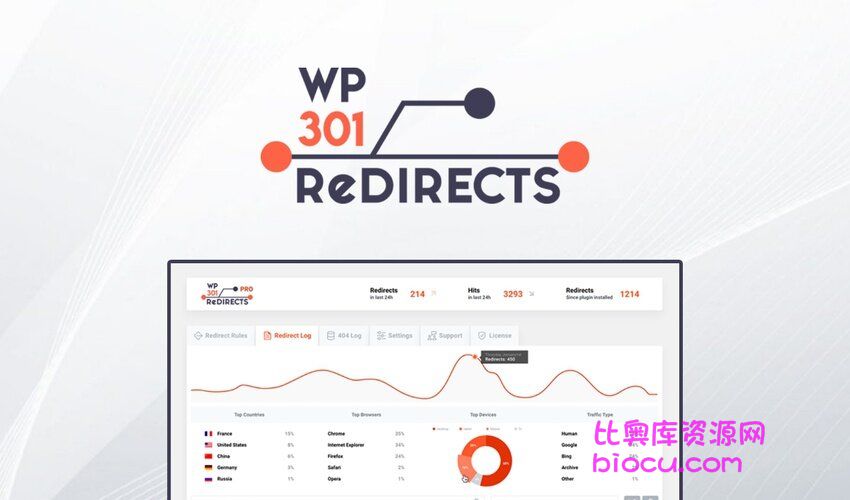 WP
301
ReDIRECTS
WP
301 PRO
ReDIRECTS
Redirects
in last 24h
214
Hits
in last 24h
3293
Redirects
Since plugin installed
1214
Redirect Rules
Redirect Log
404 Log
Settings
Support
License
Redirects: 450
Top Countries
Top Browsers
Top Devices
Traffic Type
France 15%
United States 8%
China 6%
Germany 3%
Russia 1%
Chrome 35%
Internet Explorer 34%
Firefox 24%
Safari 2%
Opera 1%
Human
Google
Bing
Archive
Other 1%
比奥库资源网
biocu.com